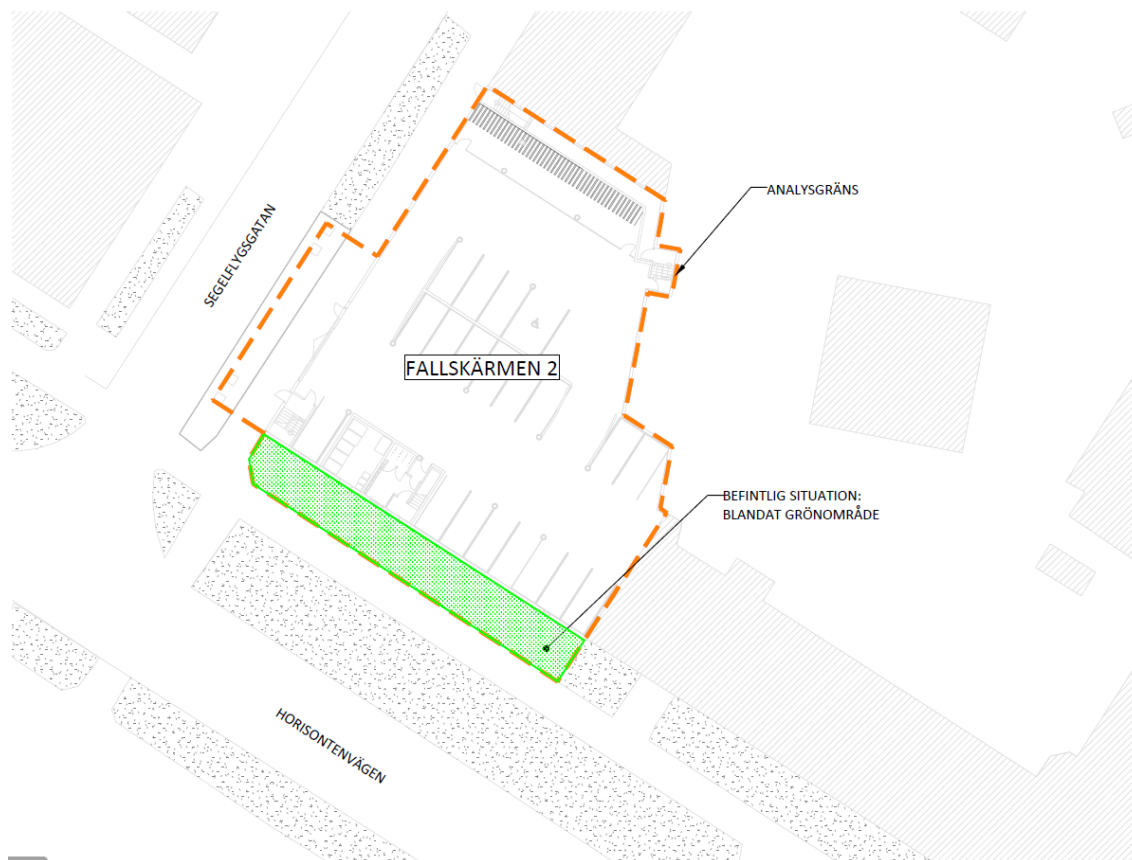 ANALYSGRÄNS
SEGELFLYGSGATAN
FALLSKÄRMEN 2
BEFINTLIG SITUATION:
BLANDAT GRÖNOMRÅDE
HORISONTENVÄGEN